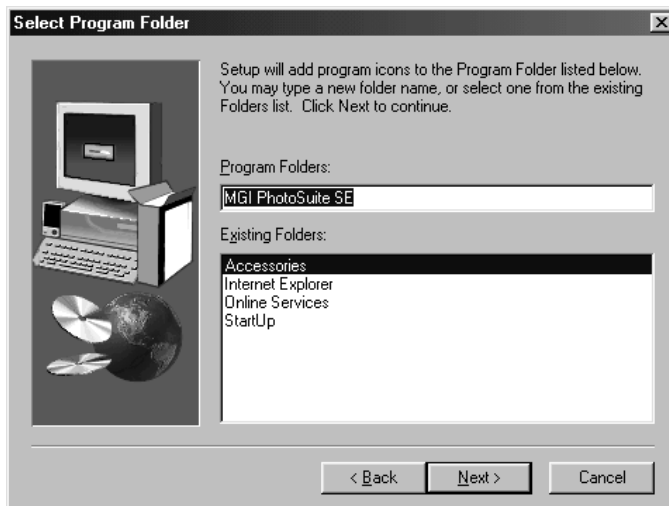 Select Program Folder
Setup will add program icons to the Program Folder listed below.
You may type a new folder name, or select one from the existing
Folders list. Click Next to continue.
Program Folders:
MGI PhotoSuite SE
Existing Folders:
Accessories
Internet Explorer
Online Services
StartUp
< Back
Next >
Cancel